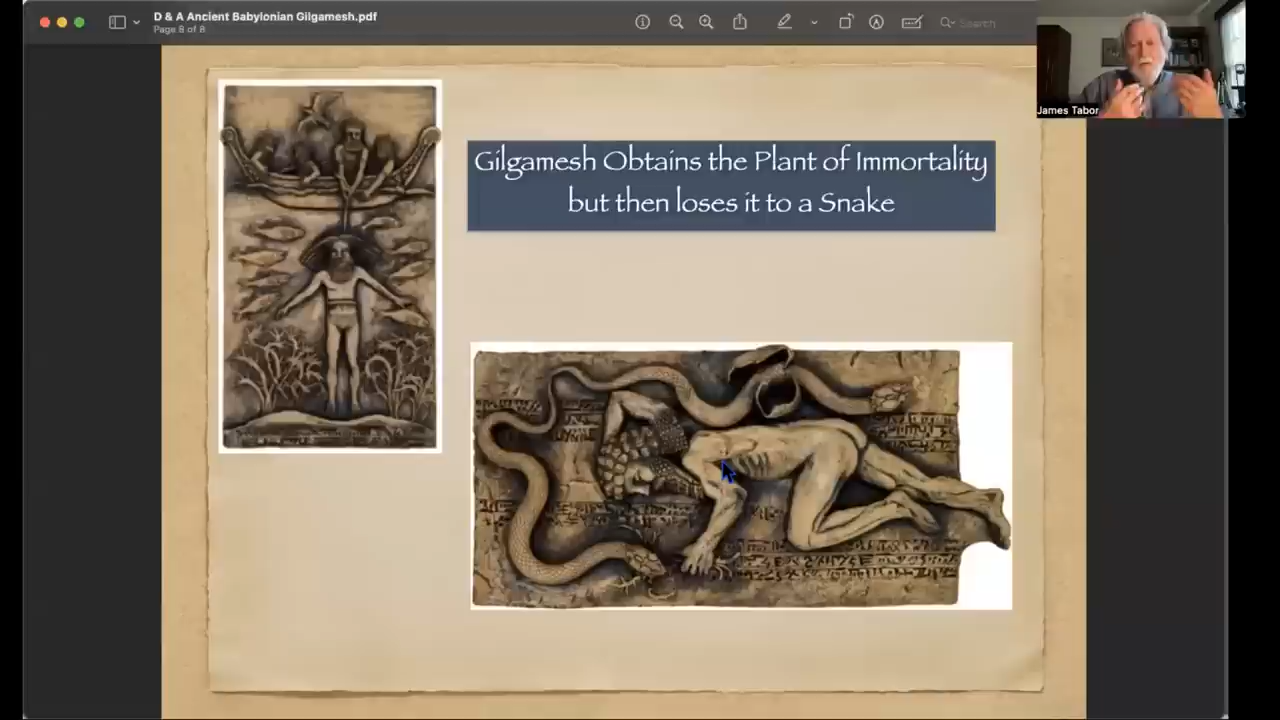 D & A Ancient Babylonian Gilgamesh.pdf
Page 8 of 8
Search
James Tabor
Gilgamesh Obtains the Plant of Immortality
but then loses it to a Snake